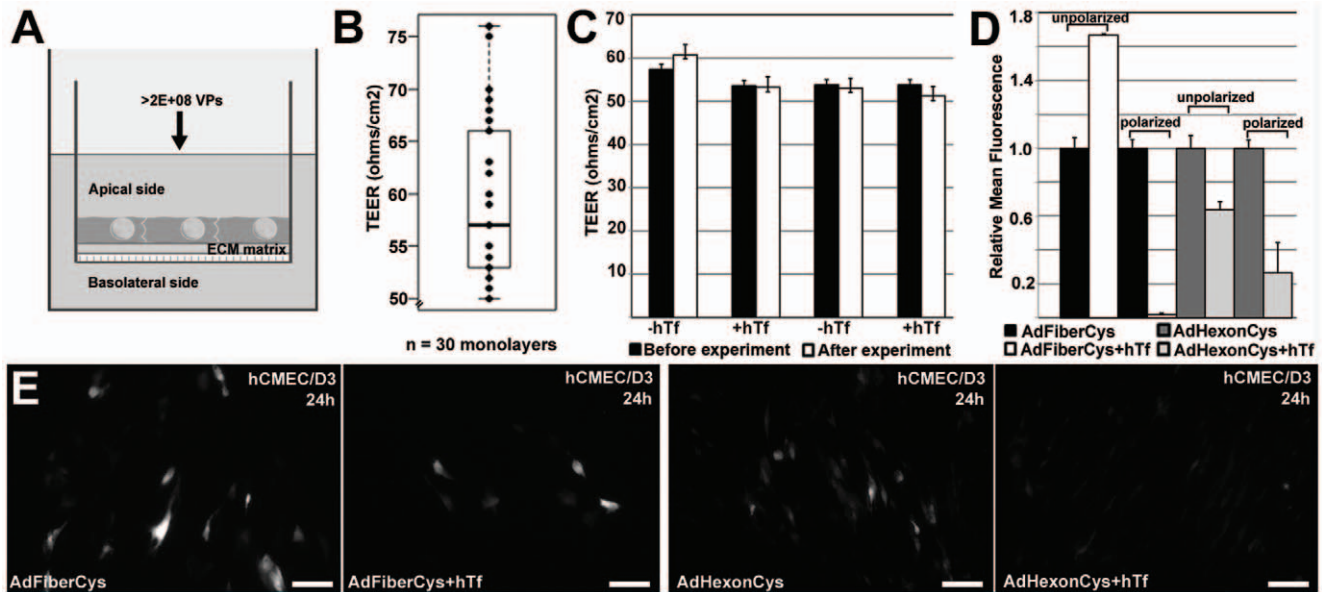 A
>2E+08 VPs
Apical side
ECM matrix
Basolateral side
B
TEER (ohms/cm2)
75
70
65
60
55
50
n = 30 monolayers
C
TEER (ohms/cm2)
70
60
50
40
30
20
10
-hTf
+hTf
-hTf
+hTf
Before experiment
After experiment
D
Relative Mean Fluorescence
1.8
1.4
1.0
0.6
0.2
unpolarized
polarized
unpolarized
polarized
AdFiberCys
AdHexonCys
AdFiberCys+hTf
AdHexonCys+hTf
E
hCMEC/D3
24h
AdFiberCys
hCMEC/D3
24h
AdFiberCys+hTf
hCMEC/D3
24h
AdHexonCys
hCMEC/D3
24h
AdHexonCys+hTf